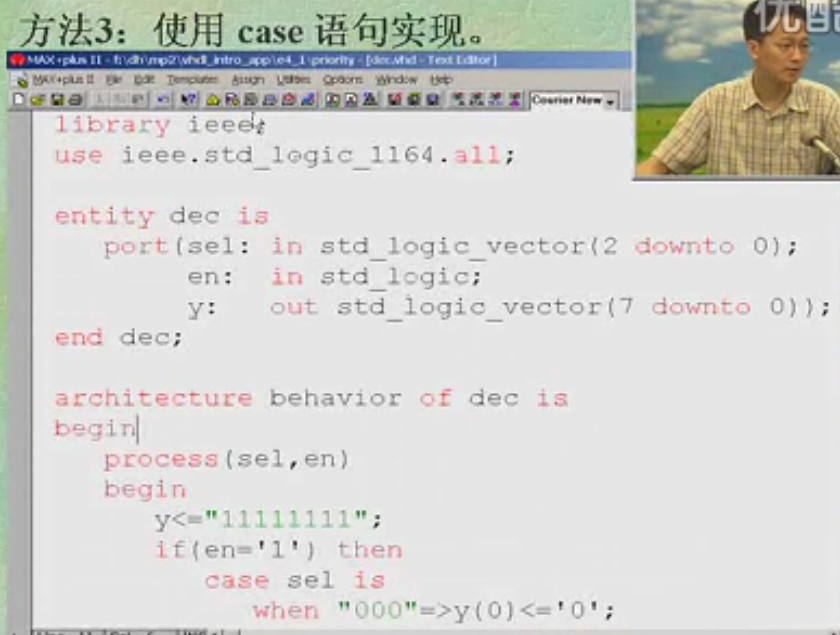 方法3：使用 case 语句实现。
优酷
MAX+plus II - f:\dh\mp2\vhdl_intro_app\e4_1\priority - [dec.vhd - Text Editor]
MAX+plus II File Edit Templates Assign Utilities Options Window Help
Courier New
library ieee;
use ieee.std_logic_1164.all;
entity dec is
port(sel: in std_logic_vector(2 downto 0);
en: in std_logic;
y: out std_logic_vector(7 downto 0));
end dec;
architecture behavior of dec is
begin
process(sel,en)
begin
y<="11111111";
if(en='1') then
case sel is
when "000"=>y(0)<='0';